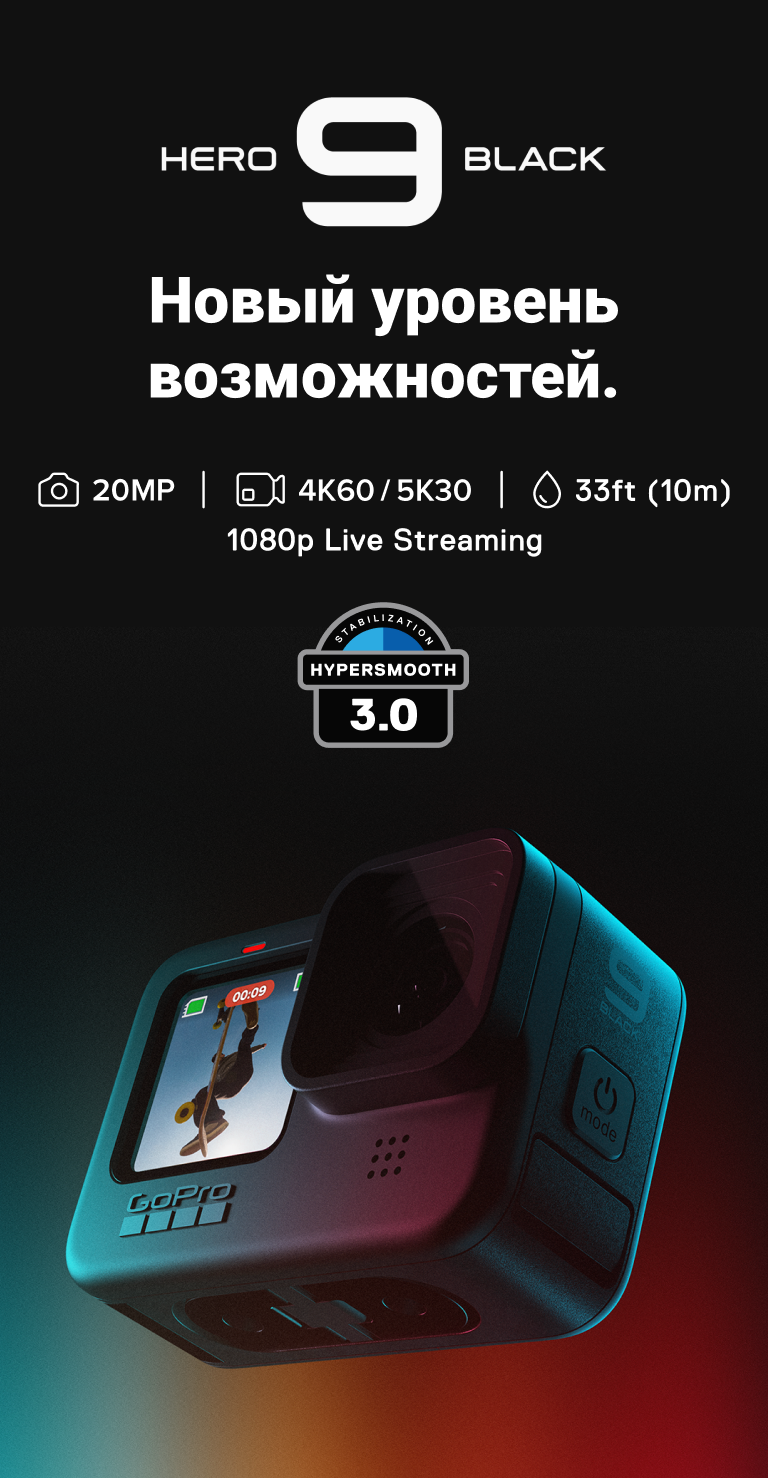 HERO 9 BLACK
Новый уровень
возможностей.
20MP | 4K60 / 5K30 | 33ft (10m)
1080p Live Streaming
STABILIZATION
HYPERSMOOTH
3.0
00:09
9
BLACK
mode
GoPro